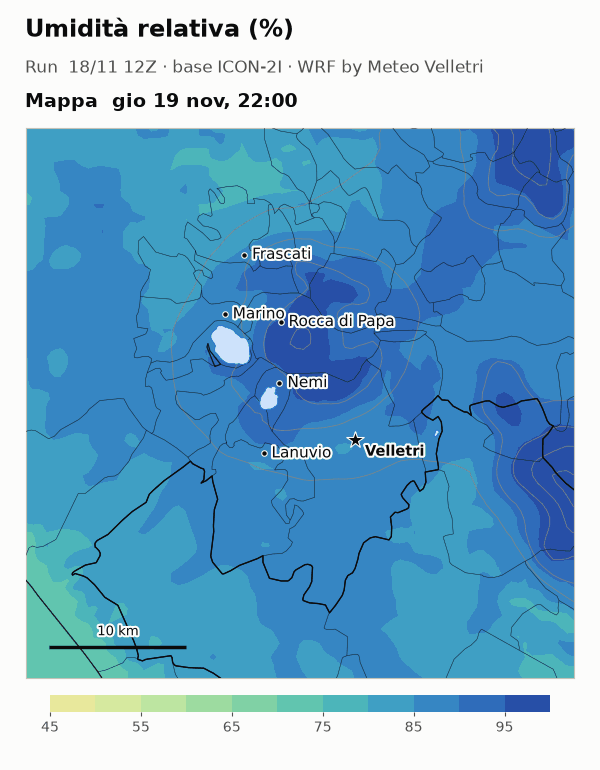 Umidità relativa (%)
Run  18/11 12Z · base ICON-2I · WRF by Meteo Velletri
Mappa  gio 19 nov, 22:00
Frascati
Marino
Rocca di Papa
Nemi
Velletri
Lanuvio
10 km
45 55 65 75 85 95